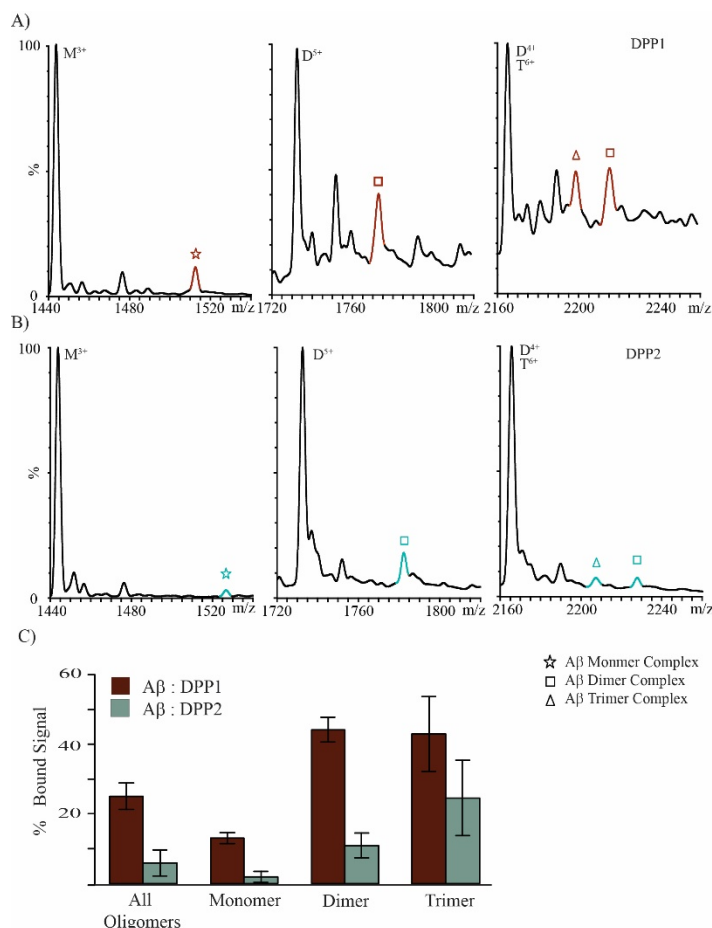 A)
M3+
D5+
D4+
T6+
DPP1
100
%
0
1440 1480 1520 m/z
1720 1760 1800 m/z
2160 2200 2240 m/z
B)
M3+
D5+
D4+
T6+
DPP2
100
%
0
1440 1480 1520 m/z
1720 1760 1800 m/z
2160 2200 2240 m/z
C)
60
40
20
% Bound Signal
Aβ : DPP1
Aβ : DPP2
All
Oligomers
Monomer
Dimer
Trimer
Aβ Monmer Complex
Aβ Dimer Complex
Aβ Trimer Complex